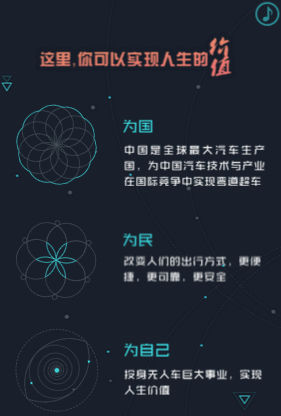 这里,你可以实现人生的价值
为国
中国是全球最大汽车生产
国，为中国汽车技术与产业
在国际竞争中实现弯道超车
为民
改变人们的出行方式，更便
捷，更可靠，更安全
为自己
投身无人车巨大事业，实现
人生价值